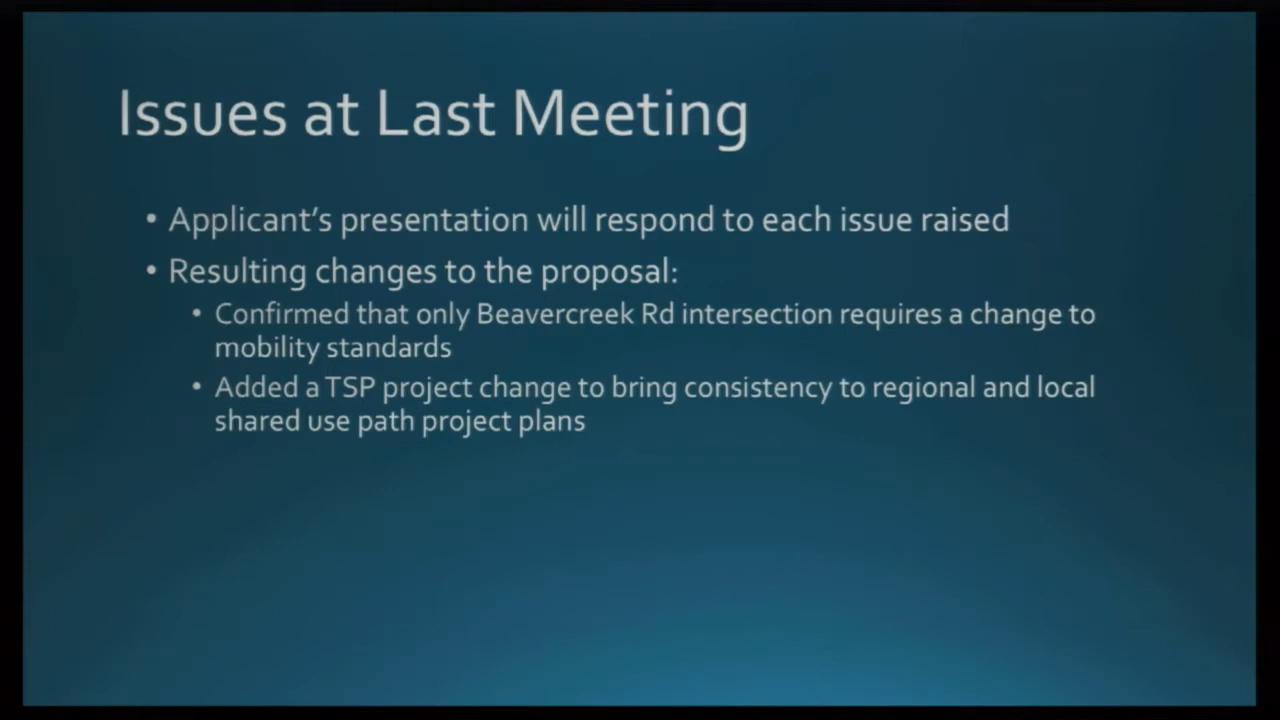 Issues at Last Meeting
• Applicant's presentation will respond to each issue raised
• Resulting changes to the proposal:
• Confirmed that only Beavercreek Rd intersection requires a change to
mobility standards
• Added a TSP project change to bring consistency to regional and local
shared use path project plans